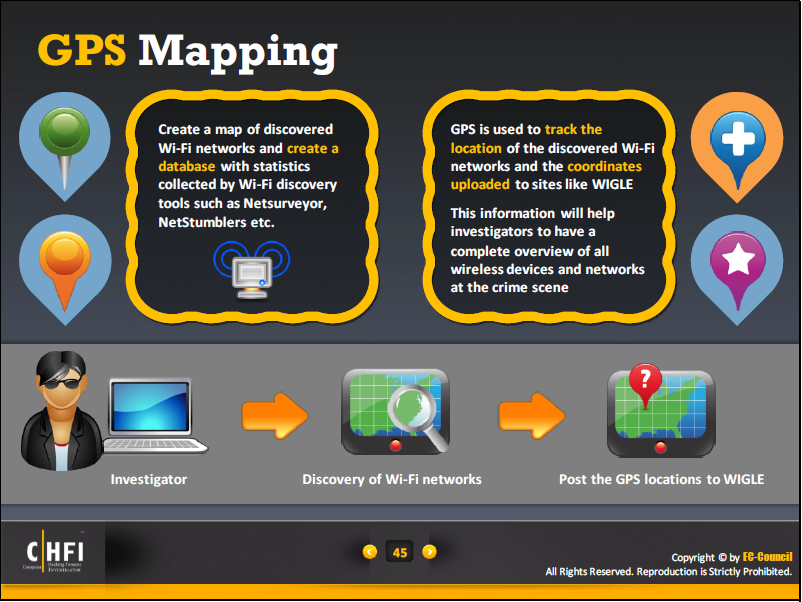 GPS Mapping
Create a map of discovered
Wi-Fi networks and create a
database with statistics
collected by Wi-Fi discovery
tools such as Netsurveyor,
NetStumblers etc.
GPS is used to track the
location of the discovered Wi-Fi
networks and the coordinates
uploaded to sites like WIGLE
This information will help
investigators to have a
complete overview of all
wireless devices and networks
at the crime scene
?
Investigator
Discovery of Wi-Fi networks
Post the GPS locations to WIGLE
CHFI
Computer Hacking Forensic
INVESTIGATOR
45
Copyright © by EC-Council
All Rights Reserved. Reproduction is Strictly Prohibited.